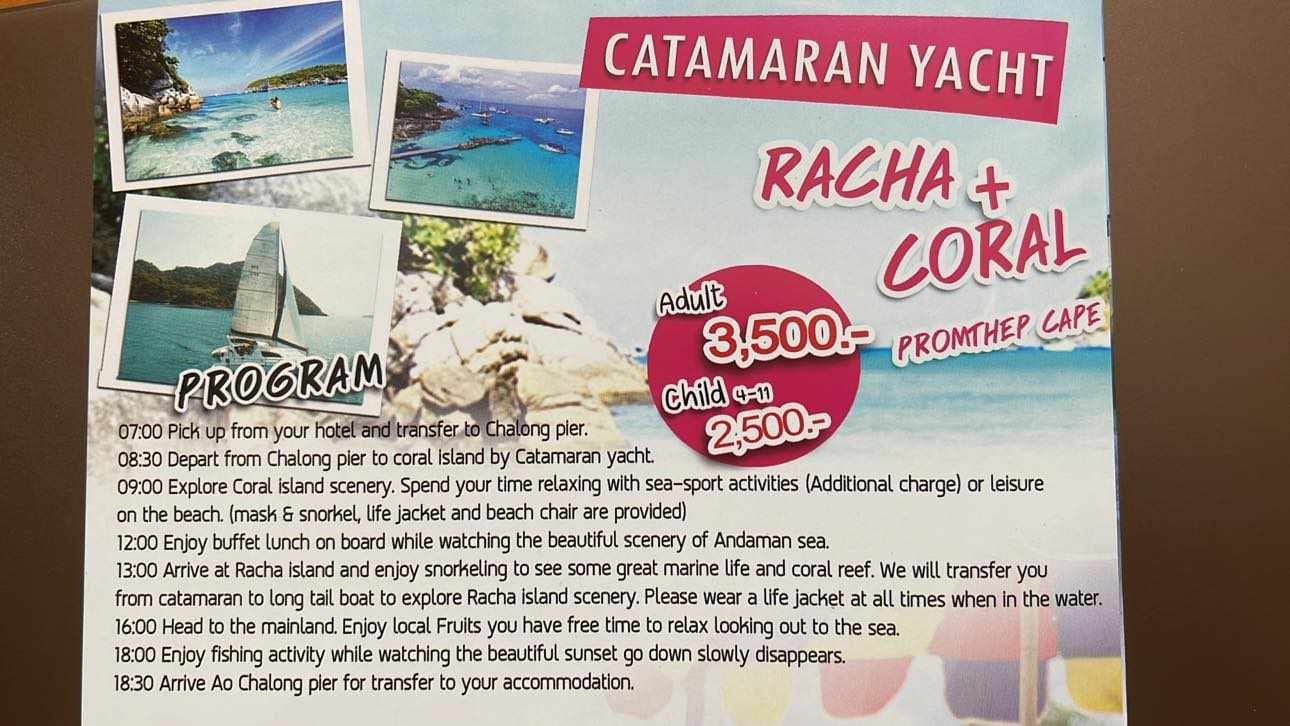 CATAMARAN YACHT
RACHA +
CORAL
PROMTHEP CAPE
Adult
3,500.-
Child 4-11
2,500.-
PROGRAM
07:00 Pick up from your hotel and transfer to Chalong pier.
08:30 Depart from Chalong pier to coral island by Catamaran yacht.
09:00 Explore Coral island scenery. Spend your time relaxing with sea-sport activities (Additional charge) or leisure
on the beach. (mask & snorkel, life jacket and beach chair are provided)
12:00 Enjoy buffet lunch on board while watching the beautiful scenery of Andaman sea.
13:00 Arrive at Racha island and enjoy snorkeling to see some great marine life and coral reef. We will transfer you
from catamaran to long tail boat to explore Racha island scenery. Please wear a life jacket at all times when in the water.
16:00 Head to the mainland. Enjoy local Fruits you have free time to relax looking out to the sea.
18:00 Enjoy fishing activity while watching the beautiful sunset go down slowly disappears.
18:30 Arrive Ao Chalong pier for transfer to your accommodation.